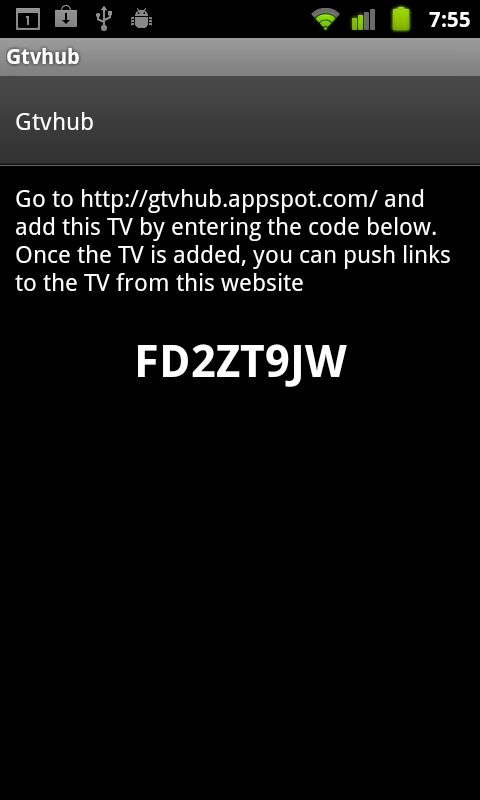 1
7:55
Gtvhub
Gtvhub
Go to http://gtvhub.appspot.com/ and
add this TV by entering the code below.
Once the TV is added, you can push links
to the TV from this website
FD2ZT9JW